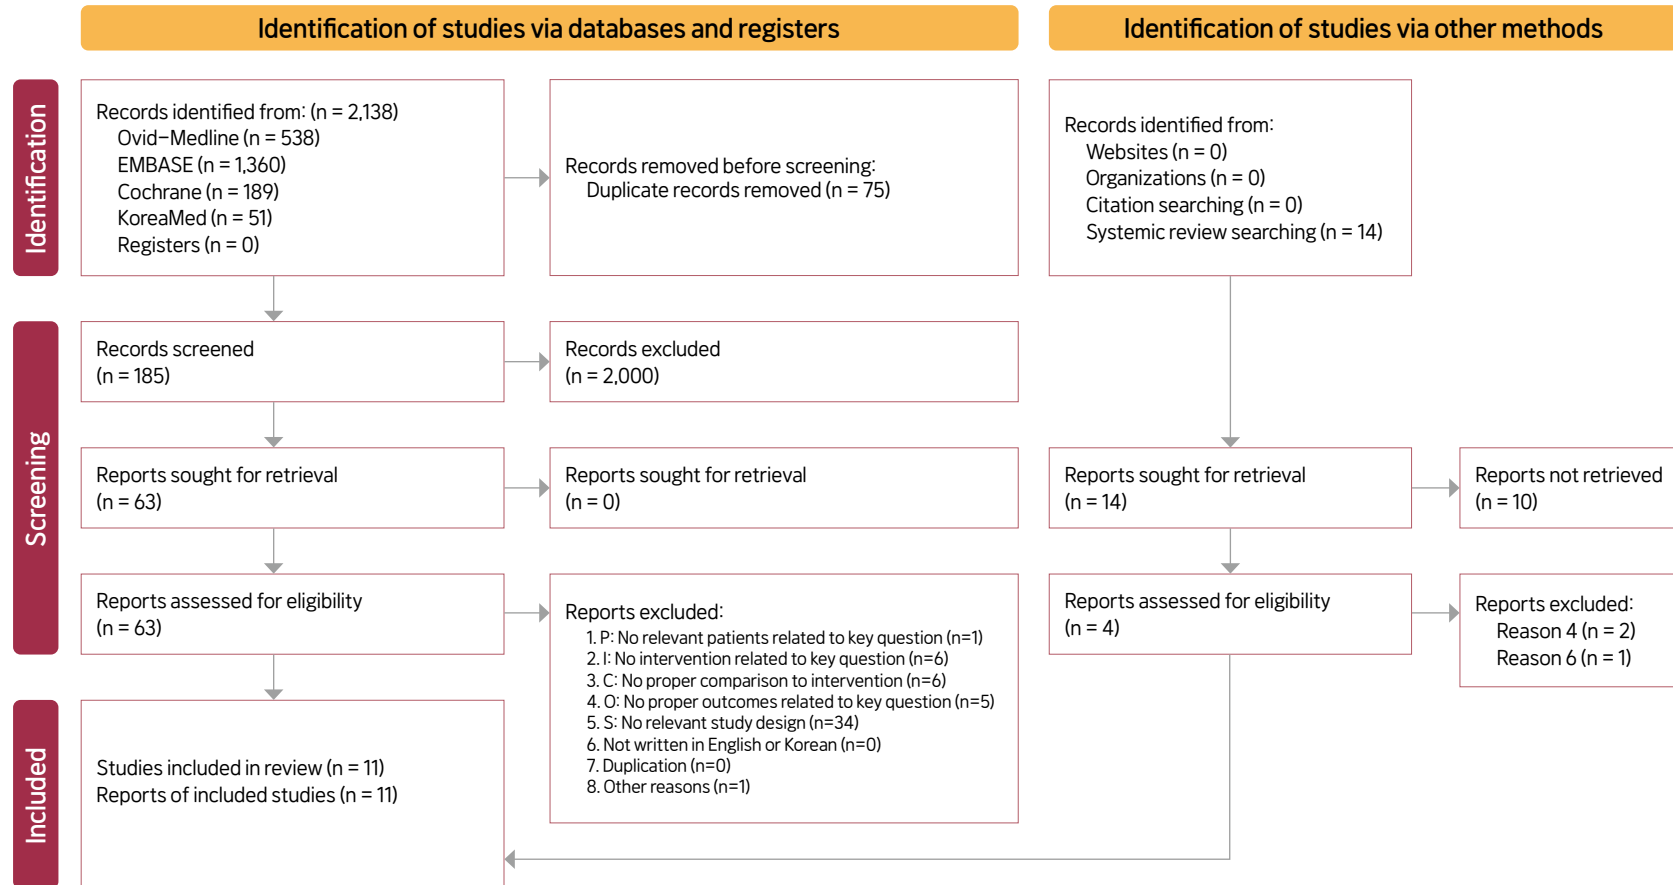 Identification of studies via databases and registers
Identification of studies via other methods
Identification
Records identified from: (n = 2,138)
Ovid-Medline (n = 538)
EMBASE (n = 1,360)
Cochrane (n = 189)
KoreaMed (n = 51)
Registers (n = 0)
Records removed before screening:
Duplicate records removed (n = 75)
Records identified from:
Websites (n = 0)
Organizations (n = 0)
Citation searching (n = 0)
Systemic review searching (n = 14)
Screening
Records screened
(n = 185)
Records excluded
(n = 2,000)
Reports sought for retrieval
(n = 63)
Reports sought for retrieval
(n = 0)
Reports sought for retrieval
(n = 14)
Reports not retrieved
(n = 10)
Reports assessed for eligibility
(n = 63)
Reports excluded:
1. P: No relevant patients related to key question (n=1)
2. I: No intervention related to key question (n=6)
3. C: No proper comparison to intervention (n=6)
4. O: No proper outcomes related to key question (n=5)
5. S: No relevant study design (n=34)
6. Not written in English or Korean (n=0)
7. Duplication (n=0)
8. Other reasons (n=1)
Reports assessed for eligibility
(n = 4)
Reports excluded:
Reason 4 (n = 2)
Reason 6 (n = 1)
Included
Studies included in review (n = 11)
Reports of included studies (n = 11)